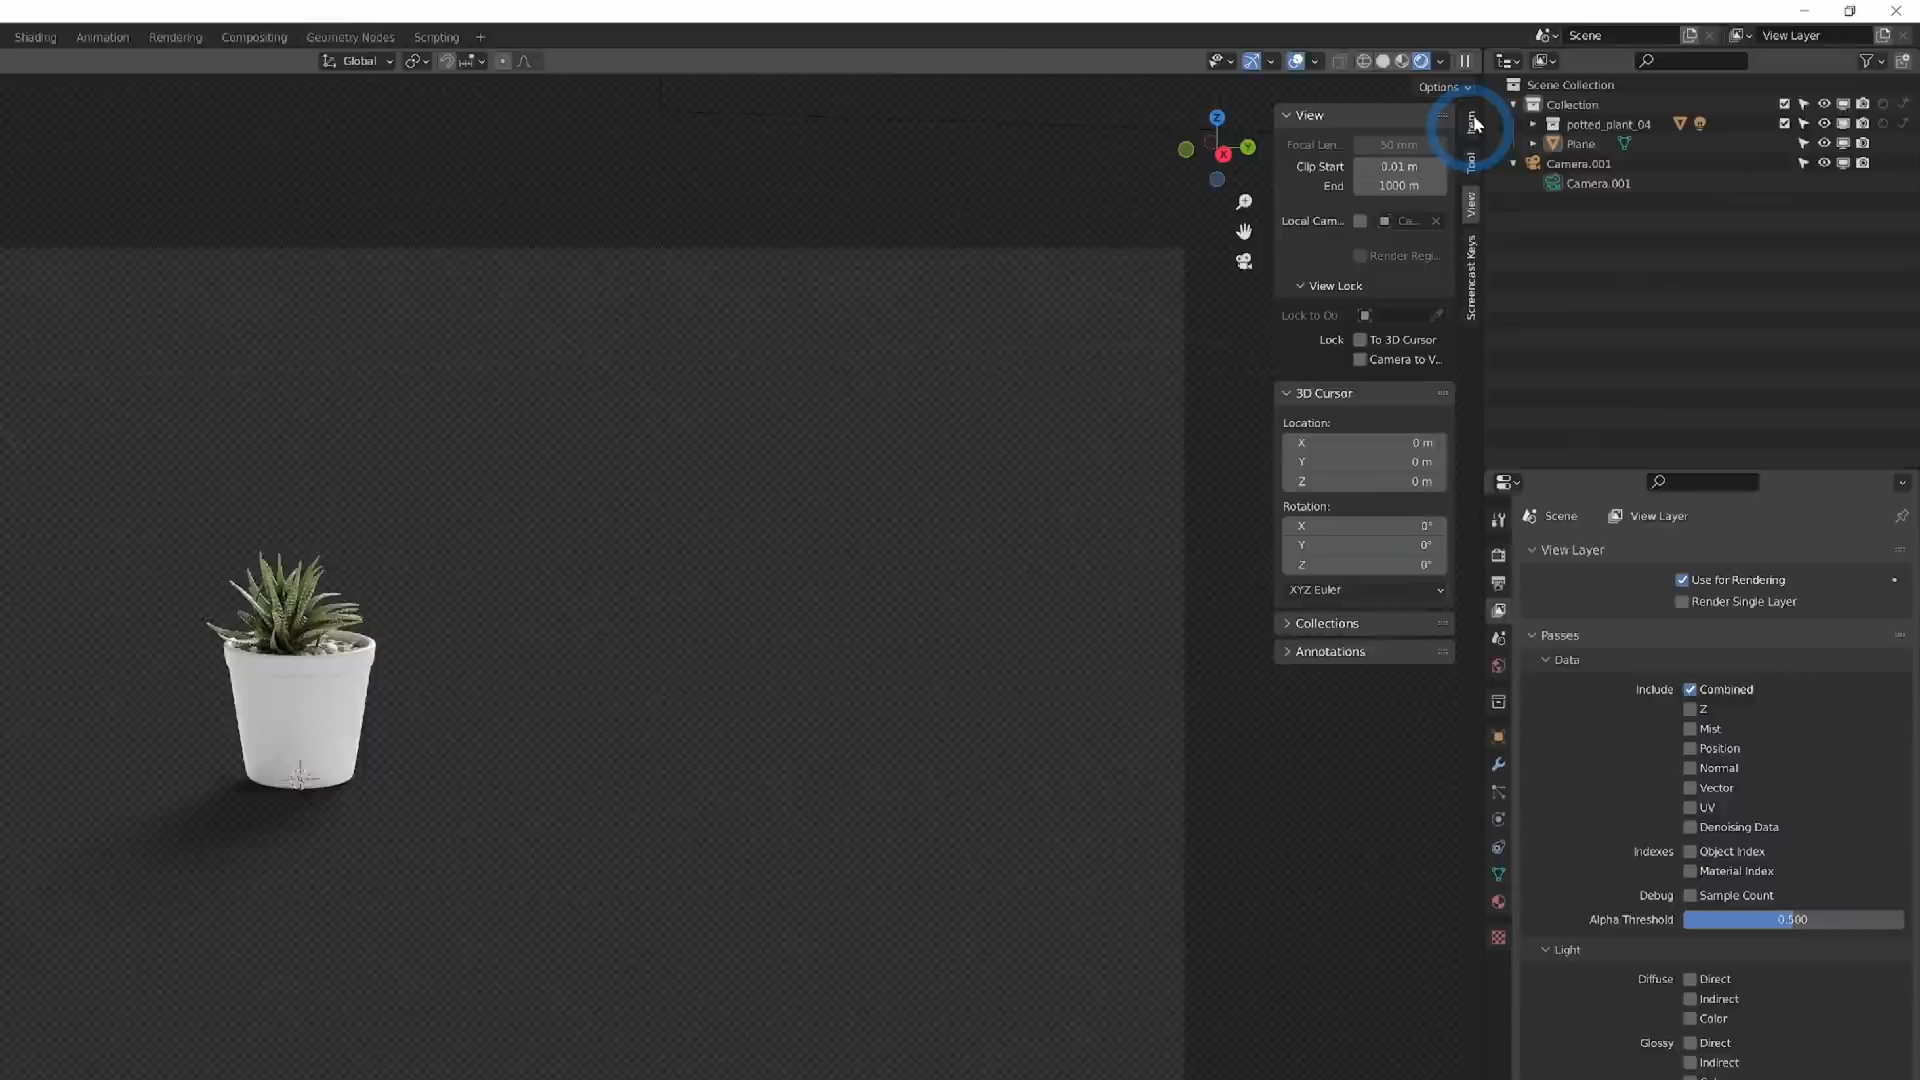 Shading Animation Rendering Compositing Geometry Nodes Scripting +
Scene
View Layer
Global
Options
Z
Y
X
View
Focal Len... 50 mm
Clip Start 0.01 m
End 1000 m
Local Cam... Ca...
Render Regi...
View Lock
Lock to Ob
Lock To 3D Cursor
Camera to V...
3D Cursor
Location:
X 0 m
Y 0 m
Z 0 m
Rotation:
X 0°
Y 0°
Z 0°
XYZ Euler
Collections
Annotations
Item
Tool
View
Screencast Keys
Scene Collection
Collection
potted_plant_04
Plane
Camera.001
Camera.001
Scene View Layer
View Layer
Use for Rendering
Render Single Layer
Passes
Data
Include Combined
Z
Mist
Position
Normal
Vector
UV
Denoising Data
Indexes Object Index
Material Index
Debug Sample Count
Alpha Threshold 0.500
Light
Diffuse Direct
Indirect
Color
Glossy Direct
Indirect